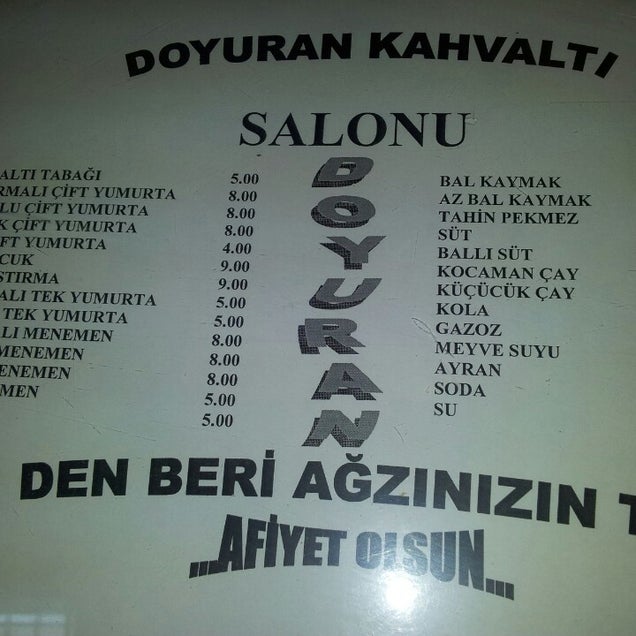 DOYURAN KAHVALTI
SALONU
ALTI TABAĞI 5.00
RMALI ÇİFT YUMURTA 8.00
LU ÇİFT YUMURTA 8.00
K ÇİFT YUMURTA 8.00
FT YUMURTA 4.00
CUK 9.00
STIRMA 9.00
ALI TEK YUMURTA 5.00
TEK YUMURTA 5.00
LI MENEMEN 8.00
MENEMEN 8.00
ENEMEN 8.00
MEN 5.00
5.00
DOYURAN
BAL KAYMAK
AZ BAL KAYMAK
TAHİN PEKMEZ
SÜT
BALLI SÜT
KOCAMAN ÇAY
KÜÇÜCÜK ÇAY
KOLA
GAZOZ
MEYVE SUYU
AYRAN
SODA
SU
DEN BERİ AĞZINIZIN T
...AFİYET OLSUN...